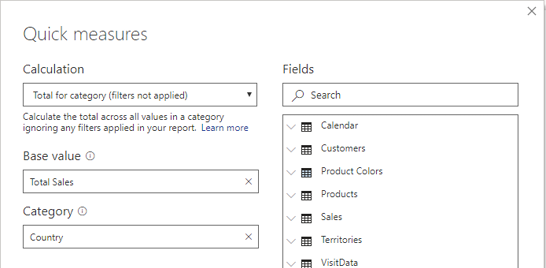 Quick measures
Calculation
Total for category (filters not applied)
Calculate the total across all values in a category
ignoring any filters applied in your report. Learn more
Base value
Total Sales
Category
Country
Fields
Search
Calendar
Customers
Product Colors
Products
Sales
Territories
VisitData